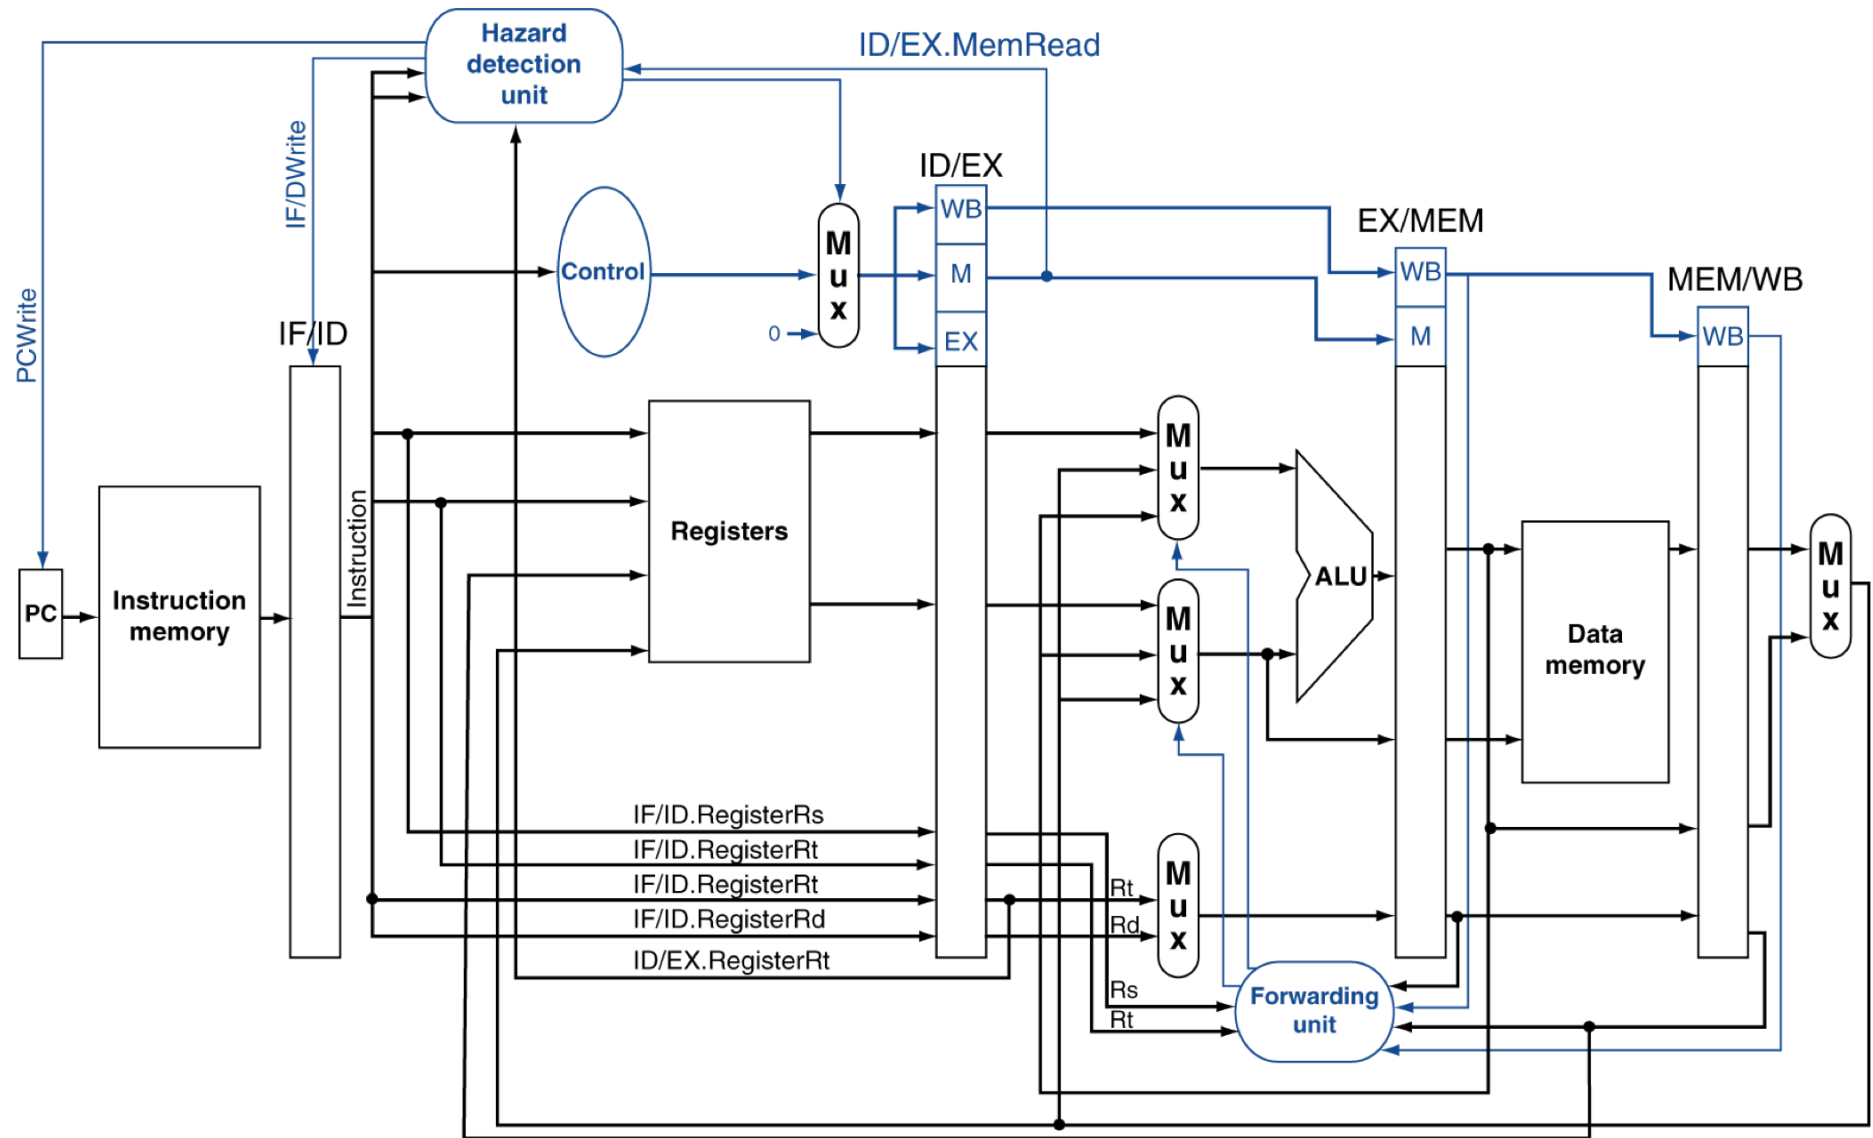 Hazard
detection
unit
ID/EX.MemRead
IF/DWrite
PCWrite
ID/EX
WB
M
EX
Control
M
u
x
0
EX/MEM
WB
M
MEM/WB
WB
IF/ID
PC
Instruction
memory
Instruction
Registers
M
u
x
M
u
x
ALU
Data
memory
M
u
x
IF/ID.RegisterRs
IF/ID.RegisterRt
IF/ID.RegisterRt
IF/ID.RegisterRd
ID/EX.RegisterRt
Rt
Rd
M
u
x
Rs
Rt
Forwarding
unit